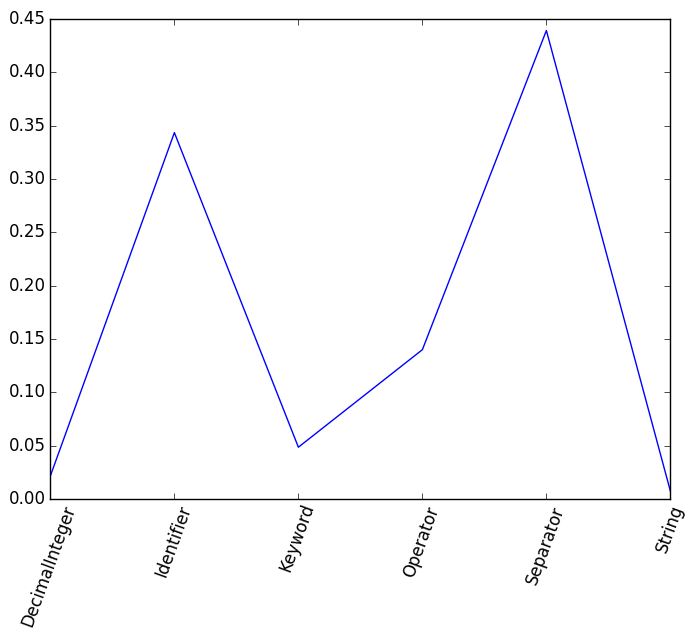 0.45
0.40
0.35
0.30
0.25
0.20
0.15
0.10
0.05
0.00
DecimalInteger
Identifier
Keyword
Operator
Separator
String